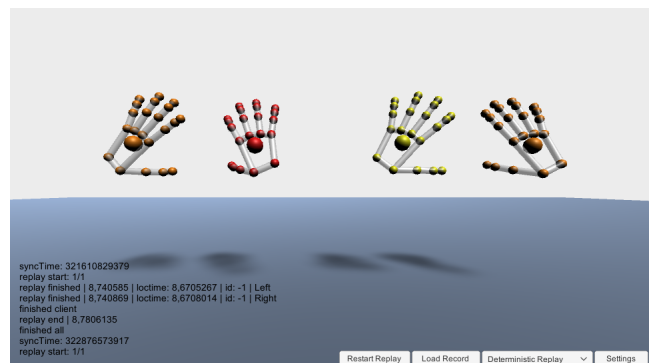 syncTime: 321610829379
replay start: 1/1
replay finished | 8,740585 | loctime: 8,6705267 | id: -1 | Left
replay finished | 8,740869 | loctime: 8,6708014 | id: -1 | Right
finished client
replay end | 8,7806135
finished all
syncTime: 322876573917
replay start: 1/1
Restart Replay Load Record Deterministic Replay Settings